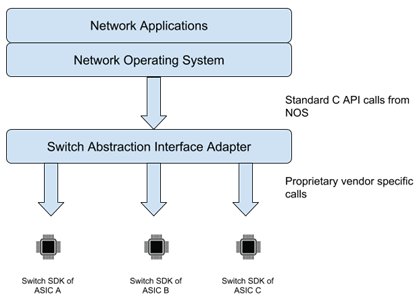 Network Applications
Network Operating System
Standard C API calls from
NOS
Switch Abstraction Interface Adapter
Proprietary vendor specific
calls
Switch SDK of
ASIC A
Switch SDK of
ASIC B
Switch SDK of
ASIC C